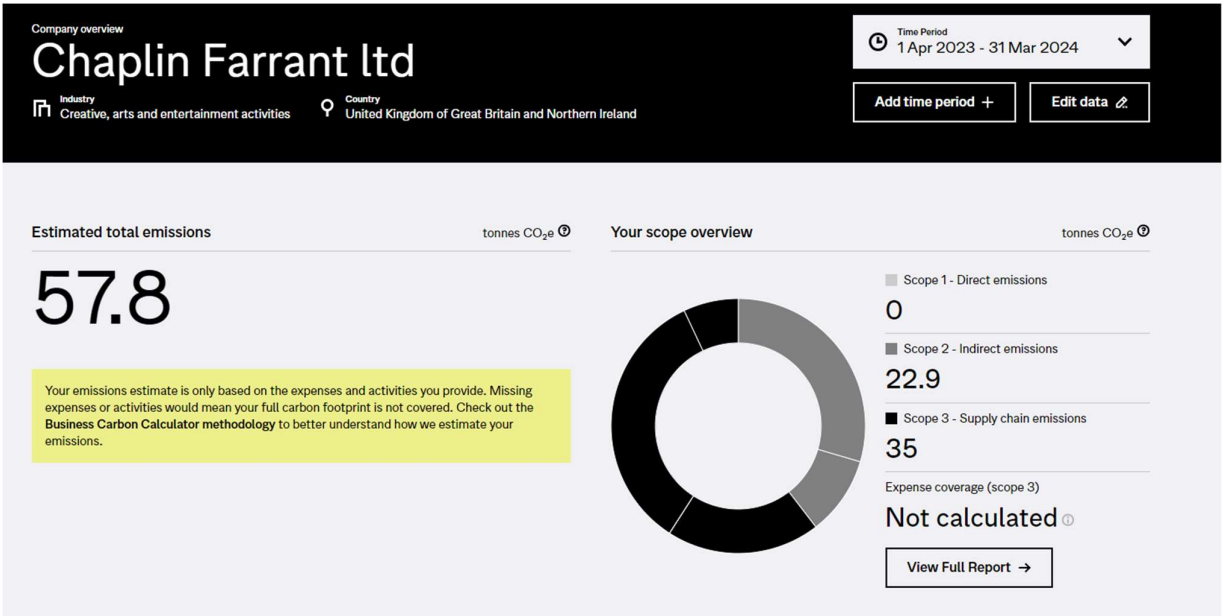 Company overview
Chaplin Farrant ltd
Industry
Creative, arts and entertainment activities
Country
United Kingdom of Great Britain and Northern Ireland
Time Period
1 Apr 2023 - 31 Mar 2024
Add time period +
Edit data
Estimated total emissions
tonnes CO₂e
57.8
Your emissions estimate is only based on the expenses and activities you provide. Missing
expenses or activities would mean your full carbon footprint is not covered. Check out the
Business Carbon Calculator methodology to better understand how we estimate your
emissions.
Your scope overview
tonnes CO₂e
Scope 1 - Direct emissions
0
Scope 2 - Indirect emissions
22.9
Scope 3 - Supply chain emissions
35
Expense coverage (scope 3)
Not calculated
View Full Report →